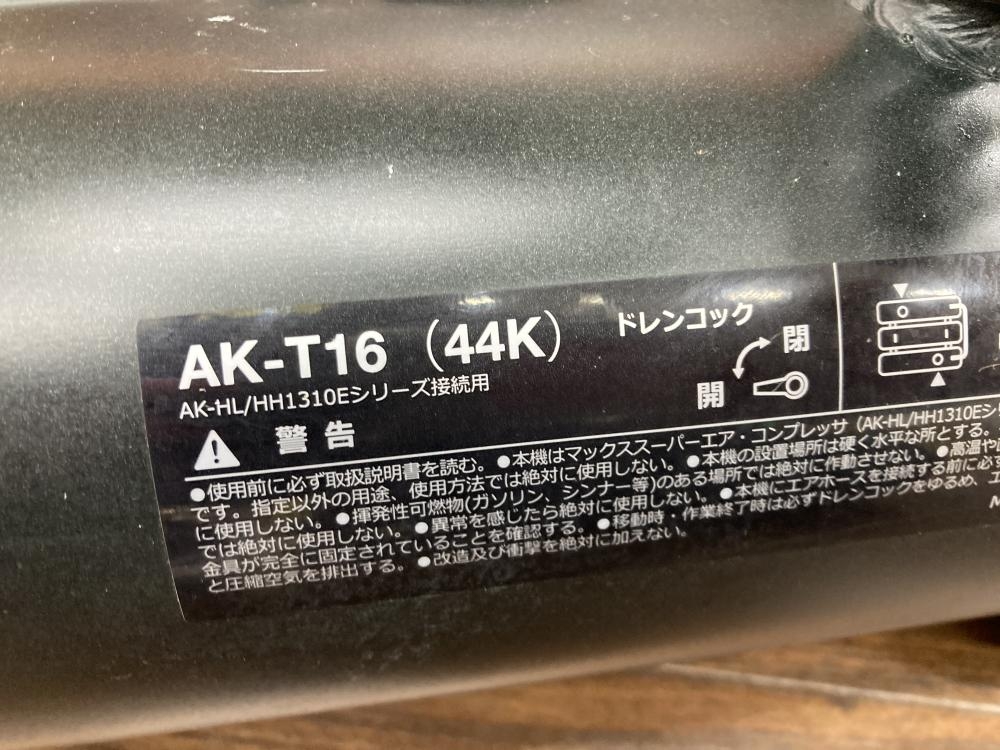 AK-T16（44K）
ドレンコック
閉
開
AK-HL/HH1310Eシリーズ接続用
警告
●使用前に必ず取扱説明書を読む。●本機はマックススーパーエア・コンプレッサ（AK-HL/HH1310Eシ
です。指定以外の用途、使用方法では絶対に使用しない。●本機の設置場所は硬く水平な所とする。
に使用しない。●揮発性可燃物(ガソリン、シンナー等)のある場所では絶対に作動させない。●高温や
では絶対に使用しない。●異常を感じたら絶対に使用しない。●本機にエアホースを接続する前に必
金具が完全に固定されていることを確認する。●移動時・作業終了時は必ずドレンコックをゆるめ、エ
と圧縮空気を排出する。●改造及び衝撃を絶対に加えない。